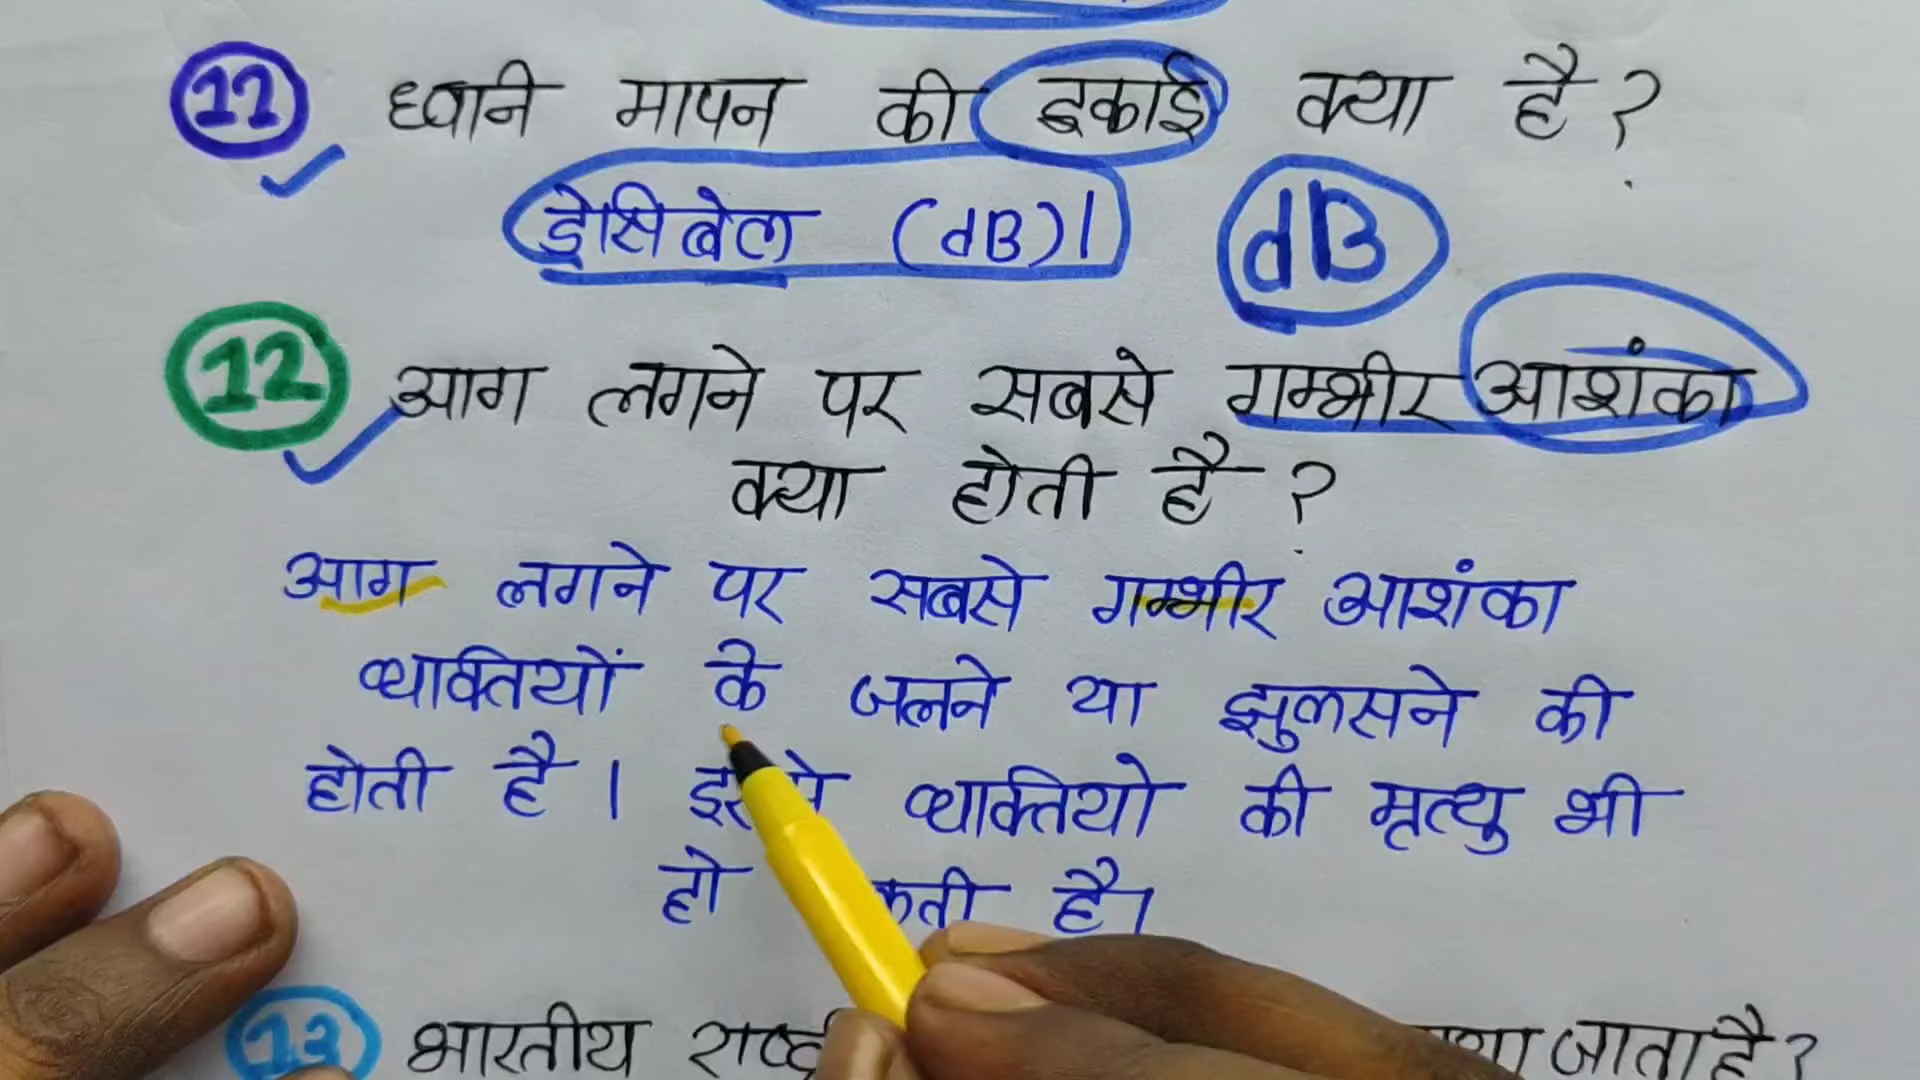 11 ध्वनि मापन की इकाई क्या है?
डेसिबेल (dB)। dB
12 आग लगने पर सबसे गम्भीर आशंका
क्या होती है?
आग लगने पर सबसे गम्भीर आशंका
व्यक्तियों के जलने या झुलसने की
होती है। व्यक्तियो की मृत्यु भी
हो है।
13 भारतीय जाता है?